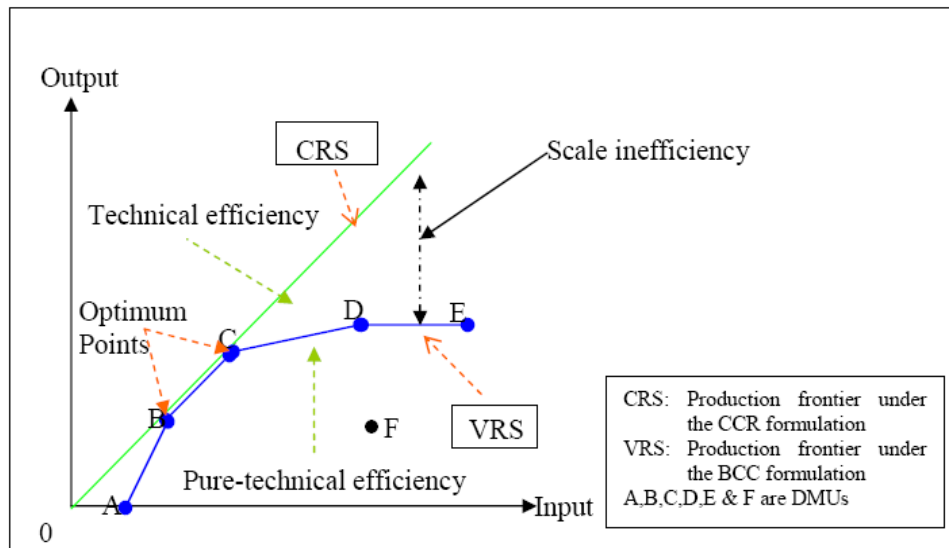 Output
CRS
Scale inefficiency
Technical efficiency
Optimum
Points
C
D
E
B
F
VRS
Pure-technical efficiency
A
Input
0
CRS: Production frontier under
the CCR formulation
VRS: Production frontier under
the BCC formulation
A,B,C,D,E & F are DMUs